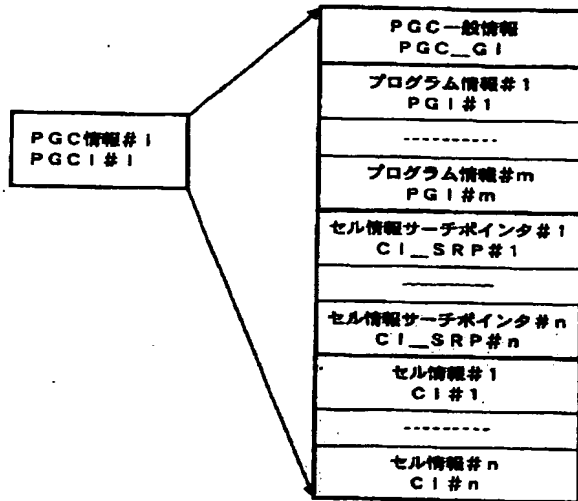 PGC情報#i
PGCI#i
PGC一般情報
PGC__GI
プログラム情報#1
PGI#1
プログラム情報#m
PGI#m
セル情報サーチポインタ#1
CI__SRP#1
セル情報サーチポインタ#n
CI__SRP#n
セル情報#1
CI#1
セル情報#n
CI#n